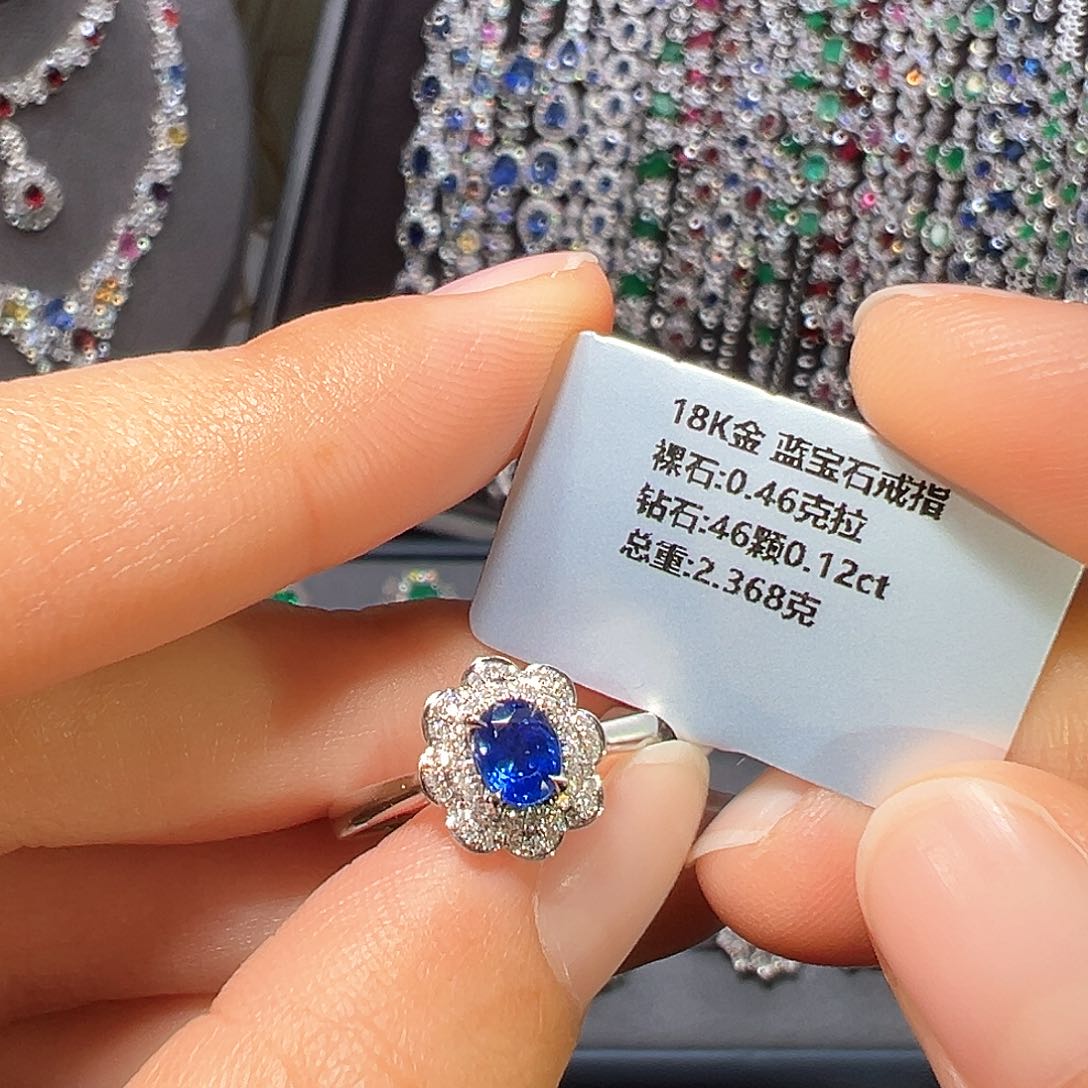 18K金 蓝宝石戒指
裸石:0.46克拉
钻石:46颗0.12ct
总重:2.368克